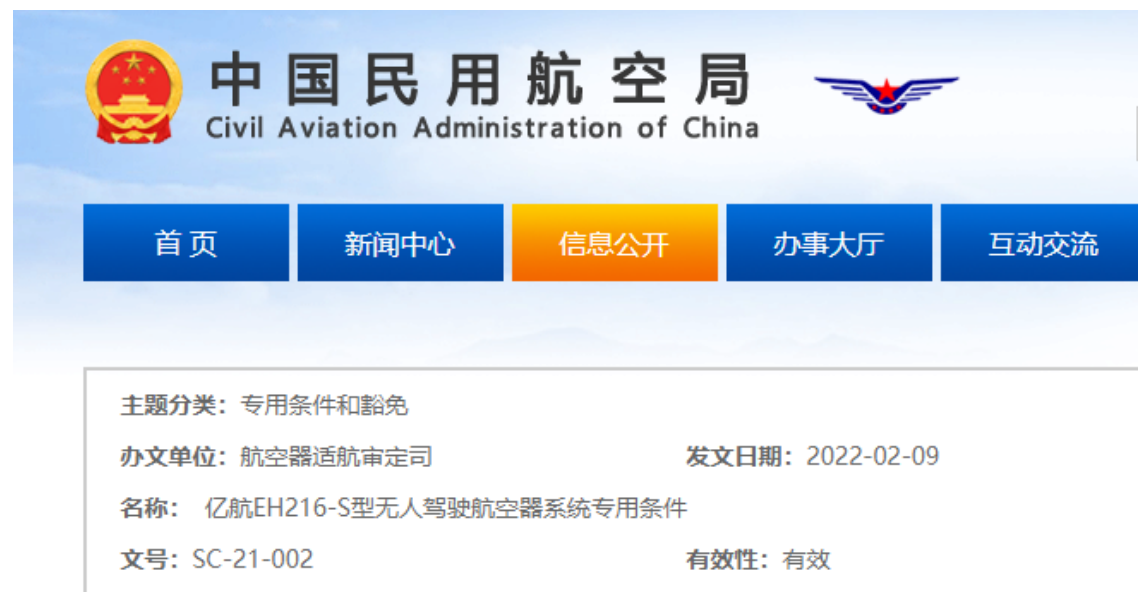 中国民用航空局
Civil Aviation Administration of China
首页 新闻中心 信息公开 办事大厅 互动交流
主题分类：专用条件和豁免
办文单位：航空器适航审定司 发文日期：2022-02-09
名称： 亿航EH216-S型无人驾驶航空器系统专用条件
文号：SC-21-002 有效性：有效